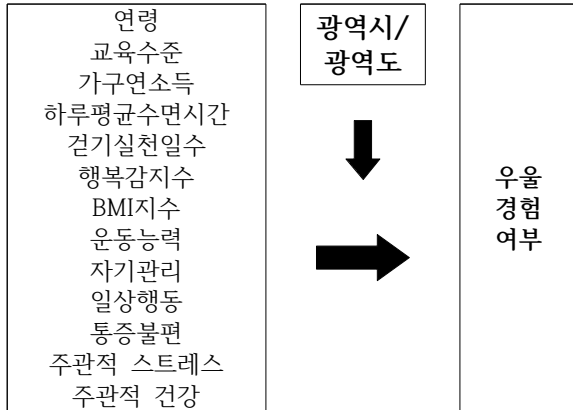 연령
교육수준
가구연소득
하루평균수면시간
걷기실천일수
행복감지수
BMI지수
운동능력
자기관리
일상행동
통증불편
주관적 스트레스
주관적 건강
광역시/
광역도
우울
경험
여부